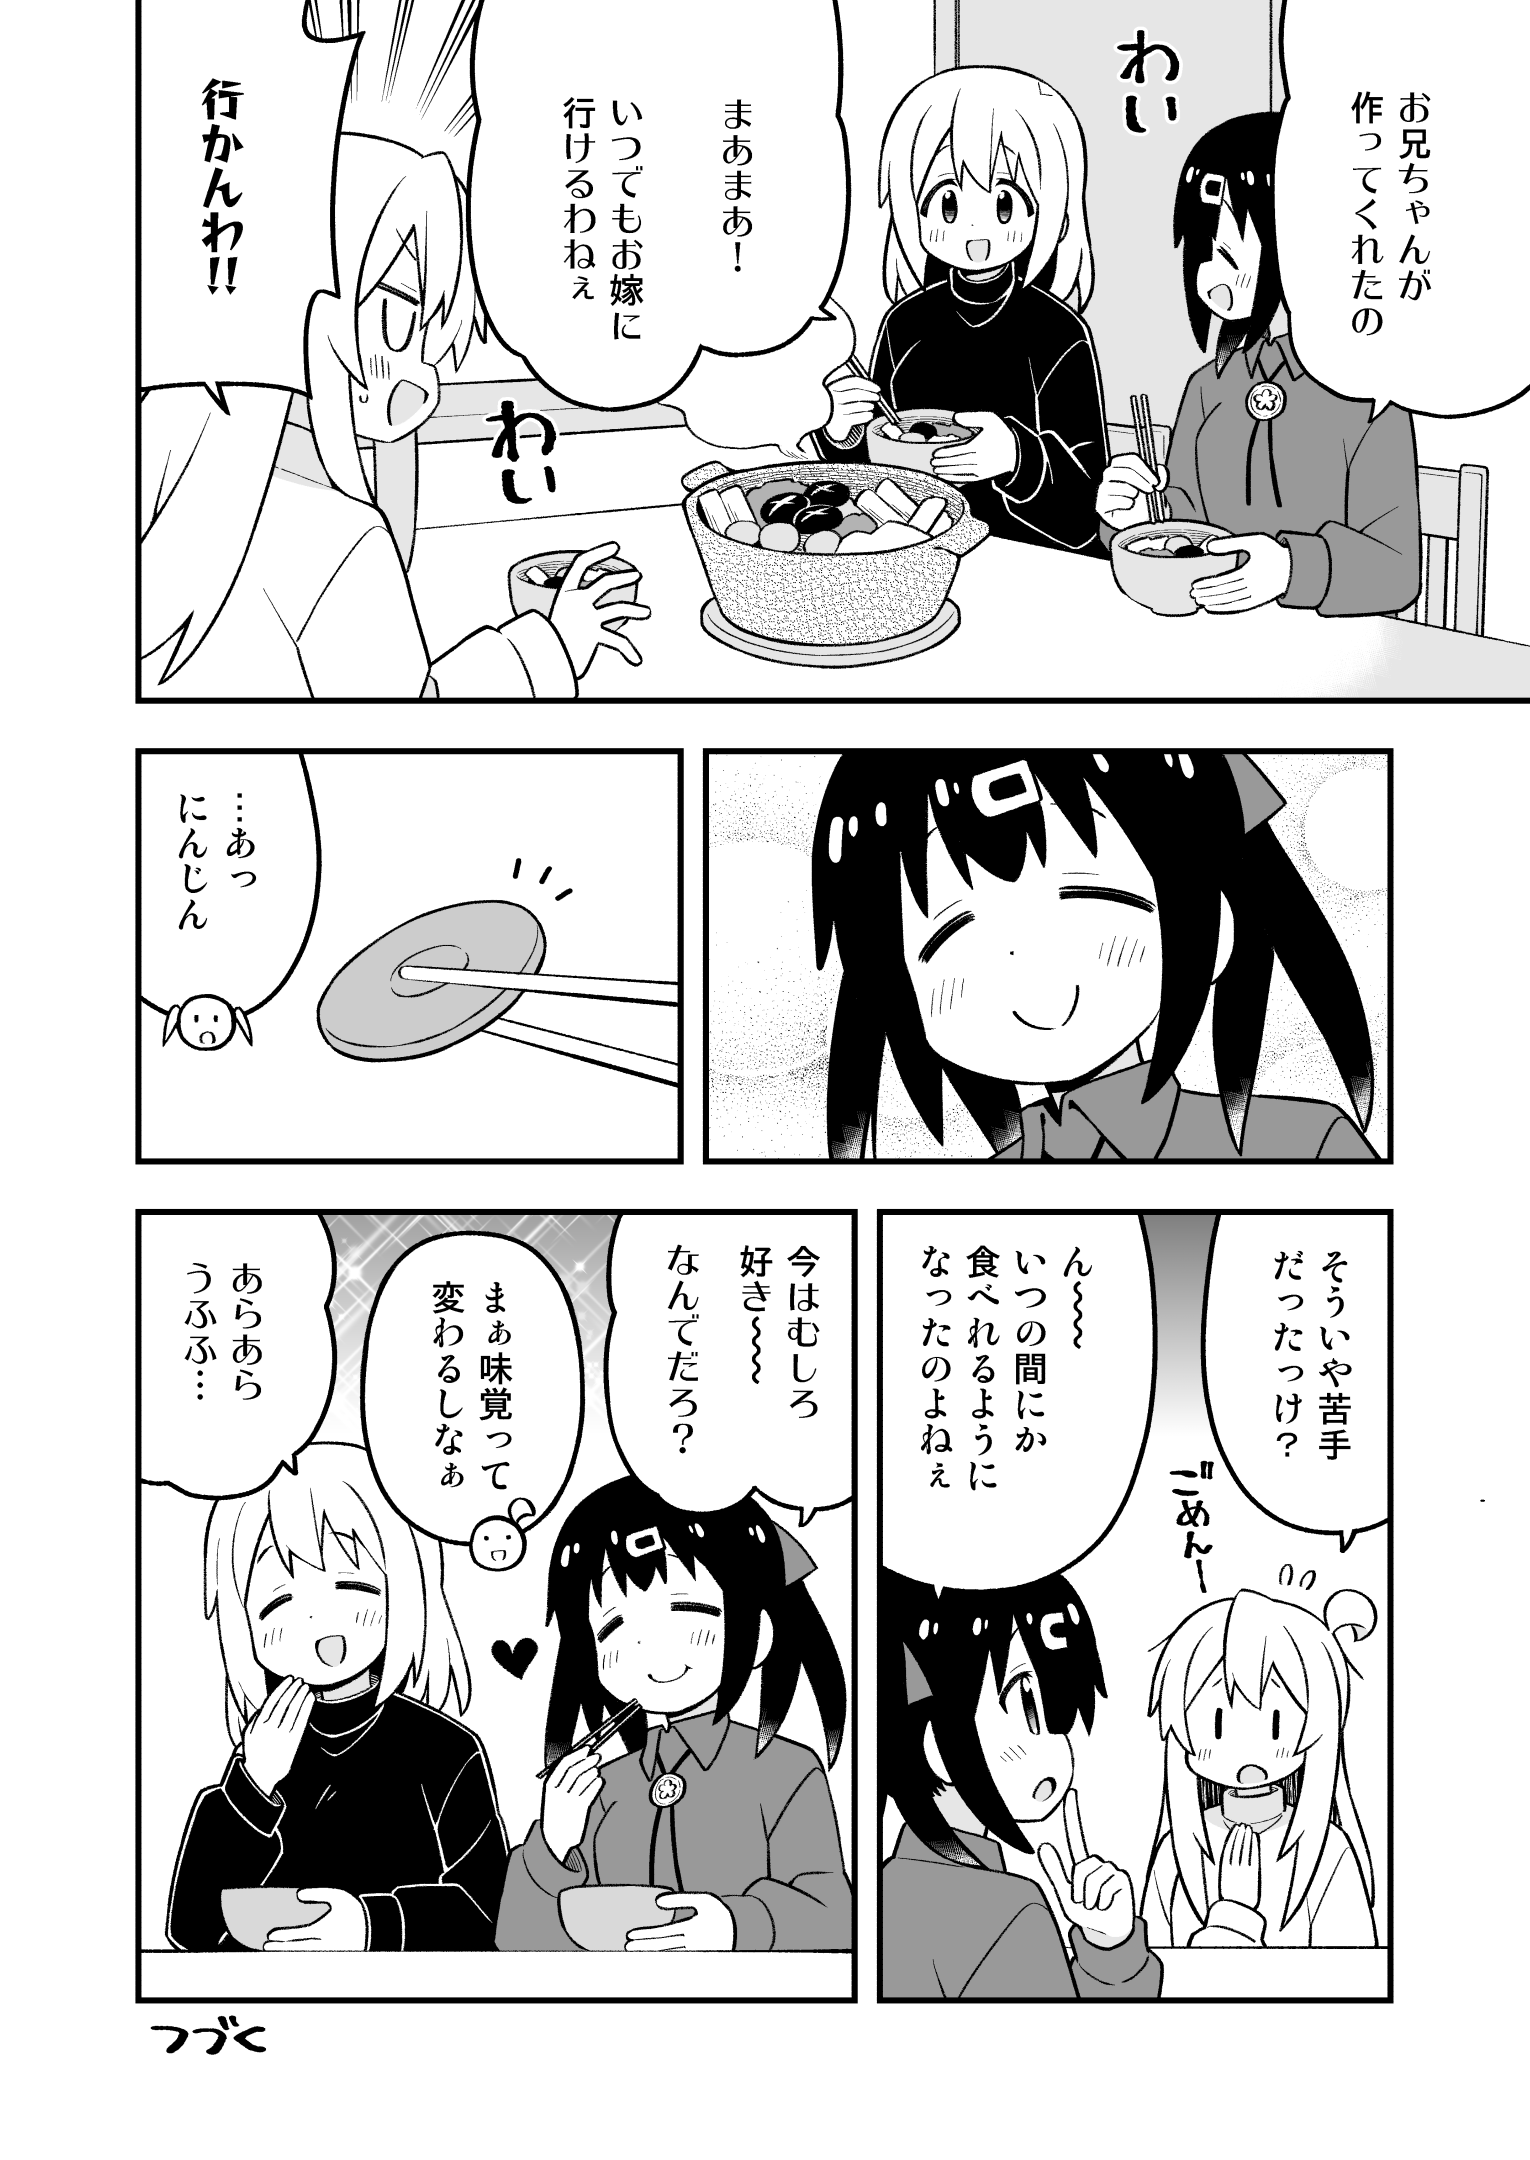 お兄ちゃんが
作ってくれたの
わい
まあまあ！
いつでもお嫁に
行けるわねぇ
わい
行かんわ!!
…あっ
にんじん
そういや苦手
だったたっけ？
ごめんー
ん～～
いつの間にか
食べれるように
なったのよねぇ
今はむしろ
好き～～
なんでだろ？
まぁ味覚って
変わるしなぁ
あらあら
うふふ…
つづく